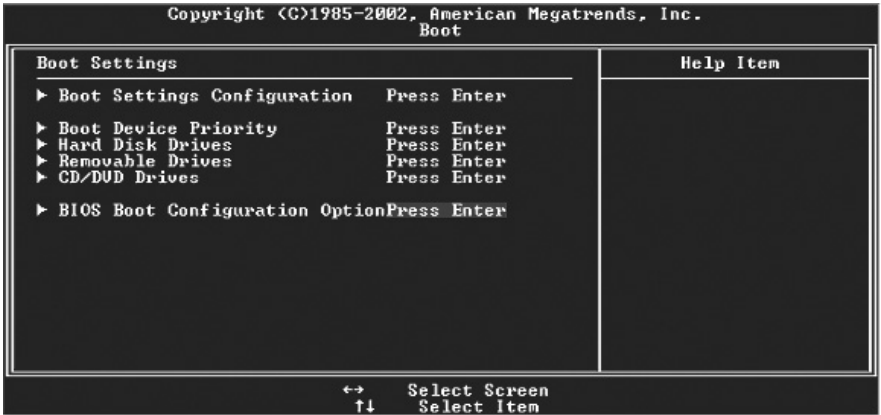 Copyright (C)1985-2002, American Megatrends, Inc.
Boot
Boot Settings
Help Item
► Boot Settings Configuration Press Enter
► Boot Device Priority Press Enter
► Hard Disk Drives Press Enter
► Removable Drives Press Enter
► CD/DVD Drives Press Enter
► BIOS Boot Configuration OptionPress Enter
↔ Select Screen
↑↓ Select Item